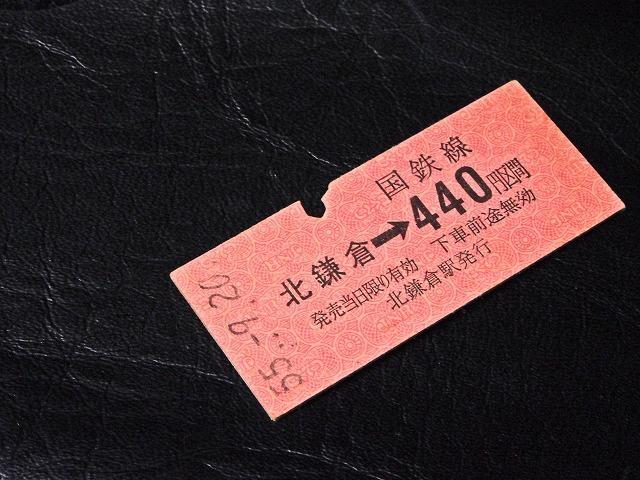 国鉄線
北鎌倉→440円区間
発売当日限り有効 下車前途無効
北鎌倉駅発行
55.-9.20